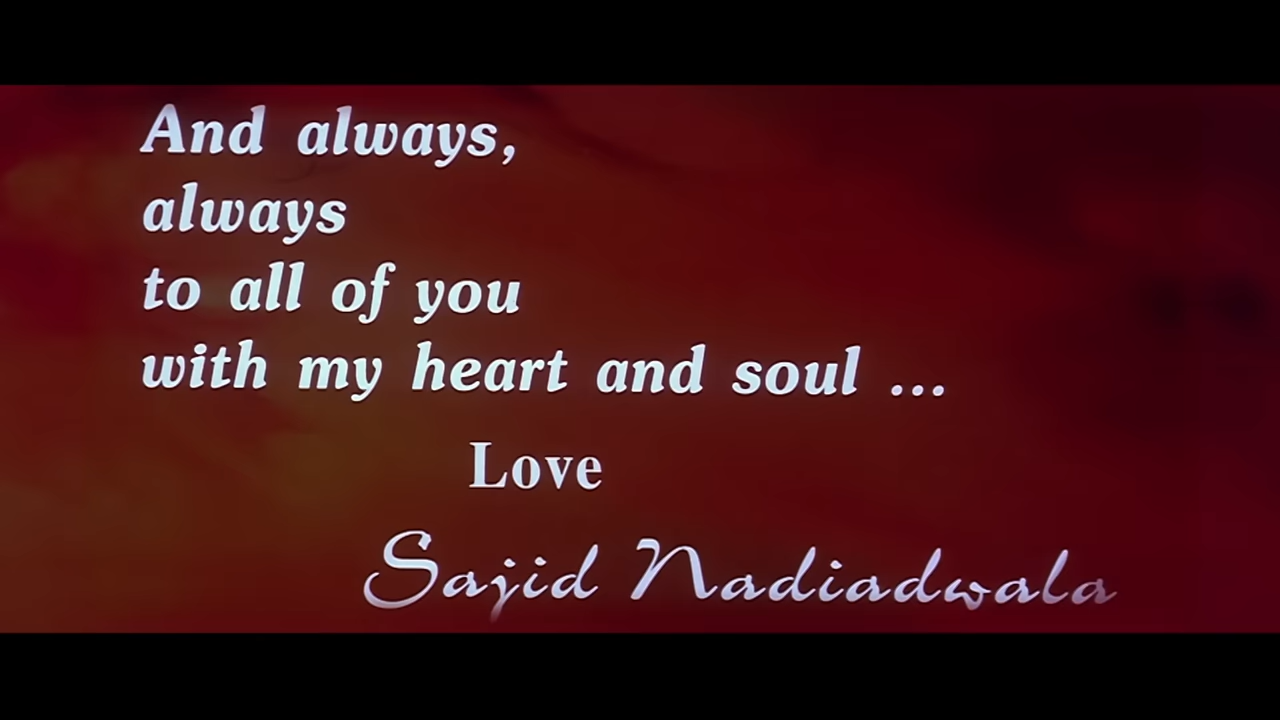 And always,
always
to all of you
with my heart and soul ...
Love
Sajid Nadiadwala